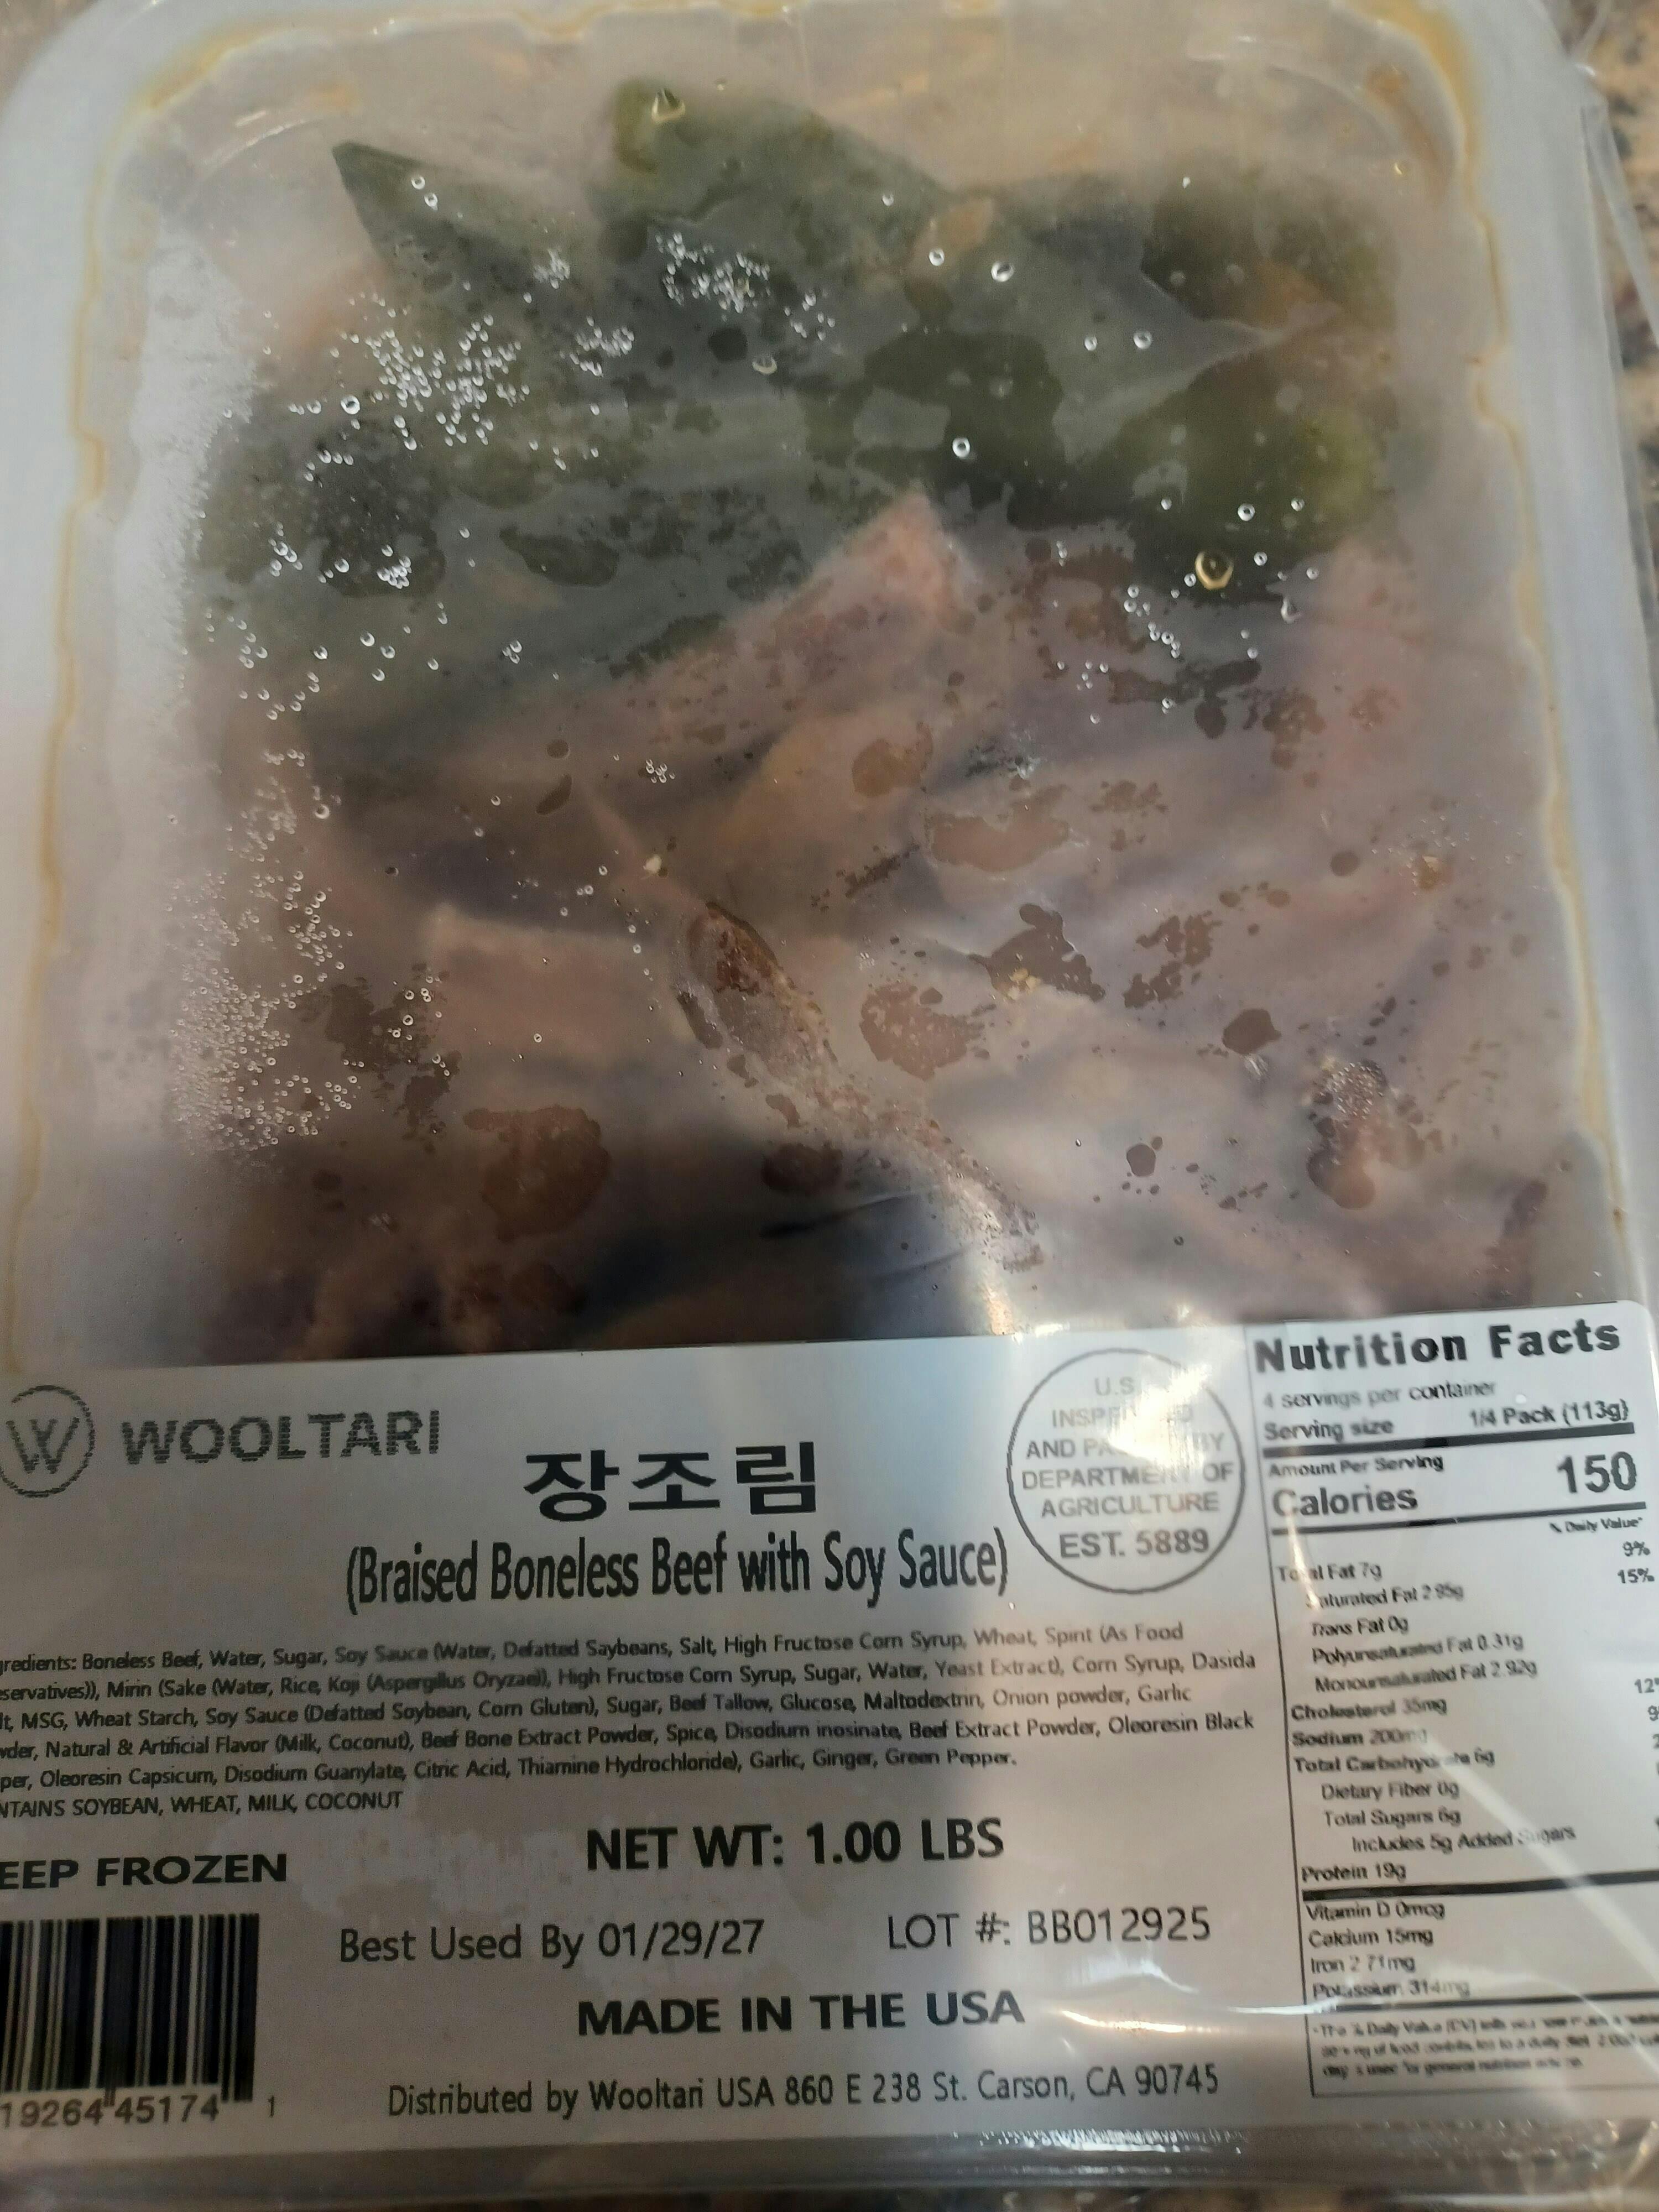 WOOLTARI
장조림
(Braised Boneless Beef with Soy Sauce)
U.S.
AND
DEPARTMENT OF
AGRICULTURE
EST. 5889
gredients: Boneless Beef, Water, Sugar, Soy Sauce (Water, Defatted Saybeans, Salt, High Fructose Corn Syrup, Wheat, Spirit (As Food
servatives)), Mirin (Sake (Water, Rice, Koji (Aspergillus Oryzae)), High Fructose Corn Syrup, Sugar, Water, Yeast Extract), Corn Syrup, Dasida
lt, MSG, Wheat Starch, Soy Sauce (Defatted Soybean, Corn Gluten), Sugar, Beef Tallow, Glucose, Maltodextrin, Onion powder, Garlic
wder, Natural & Artificial Flavor (Milk, Coconut), Beef Bone Extract Powder, Spice, Disodium inosinate, Beef Extract Powder, Oleoresin Black
per, Oleoresin Capsicum, Disodium Guanylate, Citric Acid, Thiamine Hydrochloride), Garlic, Ginger, Green Pepper.
NTAINS SOYBEAN, WHEAT, MILK, COCONUT
EEP FROZEN
NET WT: 1.00 LBS
Best Used By 01/29/27
LOT #: BB012925
MADE IN THE USA
Distributed by Wooltari USA 860 E 238 St. Carson, CA 90745
19264 45174 1
Nutrition Facts
4 servings per container
Serving size 1/4 Pack (113g)
Amount Per Serving
Calories 150
% Daily Value*
Total Fat 7g 9%
Saturated Fat 2.95g 15%
Trans Fat 0g
Polyunsaturated Fat 0.31g
Monounsaturated Fat 2.92g
Cholesterol 35mg 12%
Sodium 200mg 9
Total Carbohydrate 6g 2
Dietary Fiber 0g
Total Sugars 6g
Includes 5g Added Sugars
Protein 19g
Vitamin D 0mcg
Calcium 15mg
Iron 2.71mg
Potassium 314mg